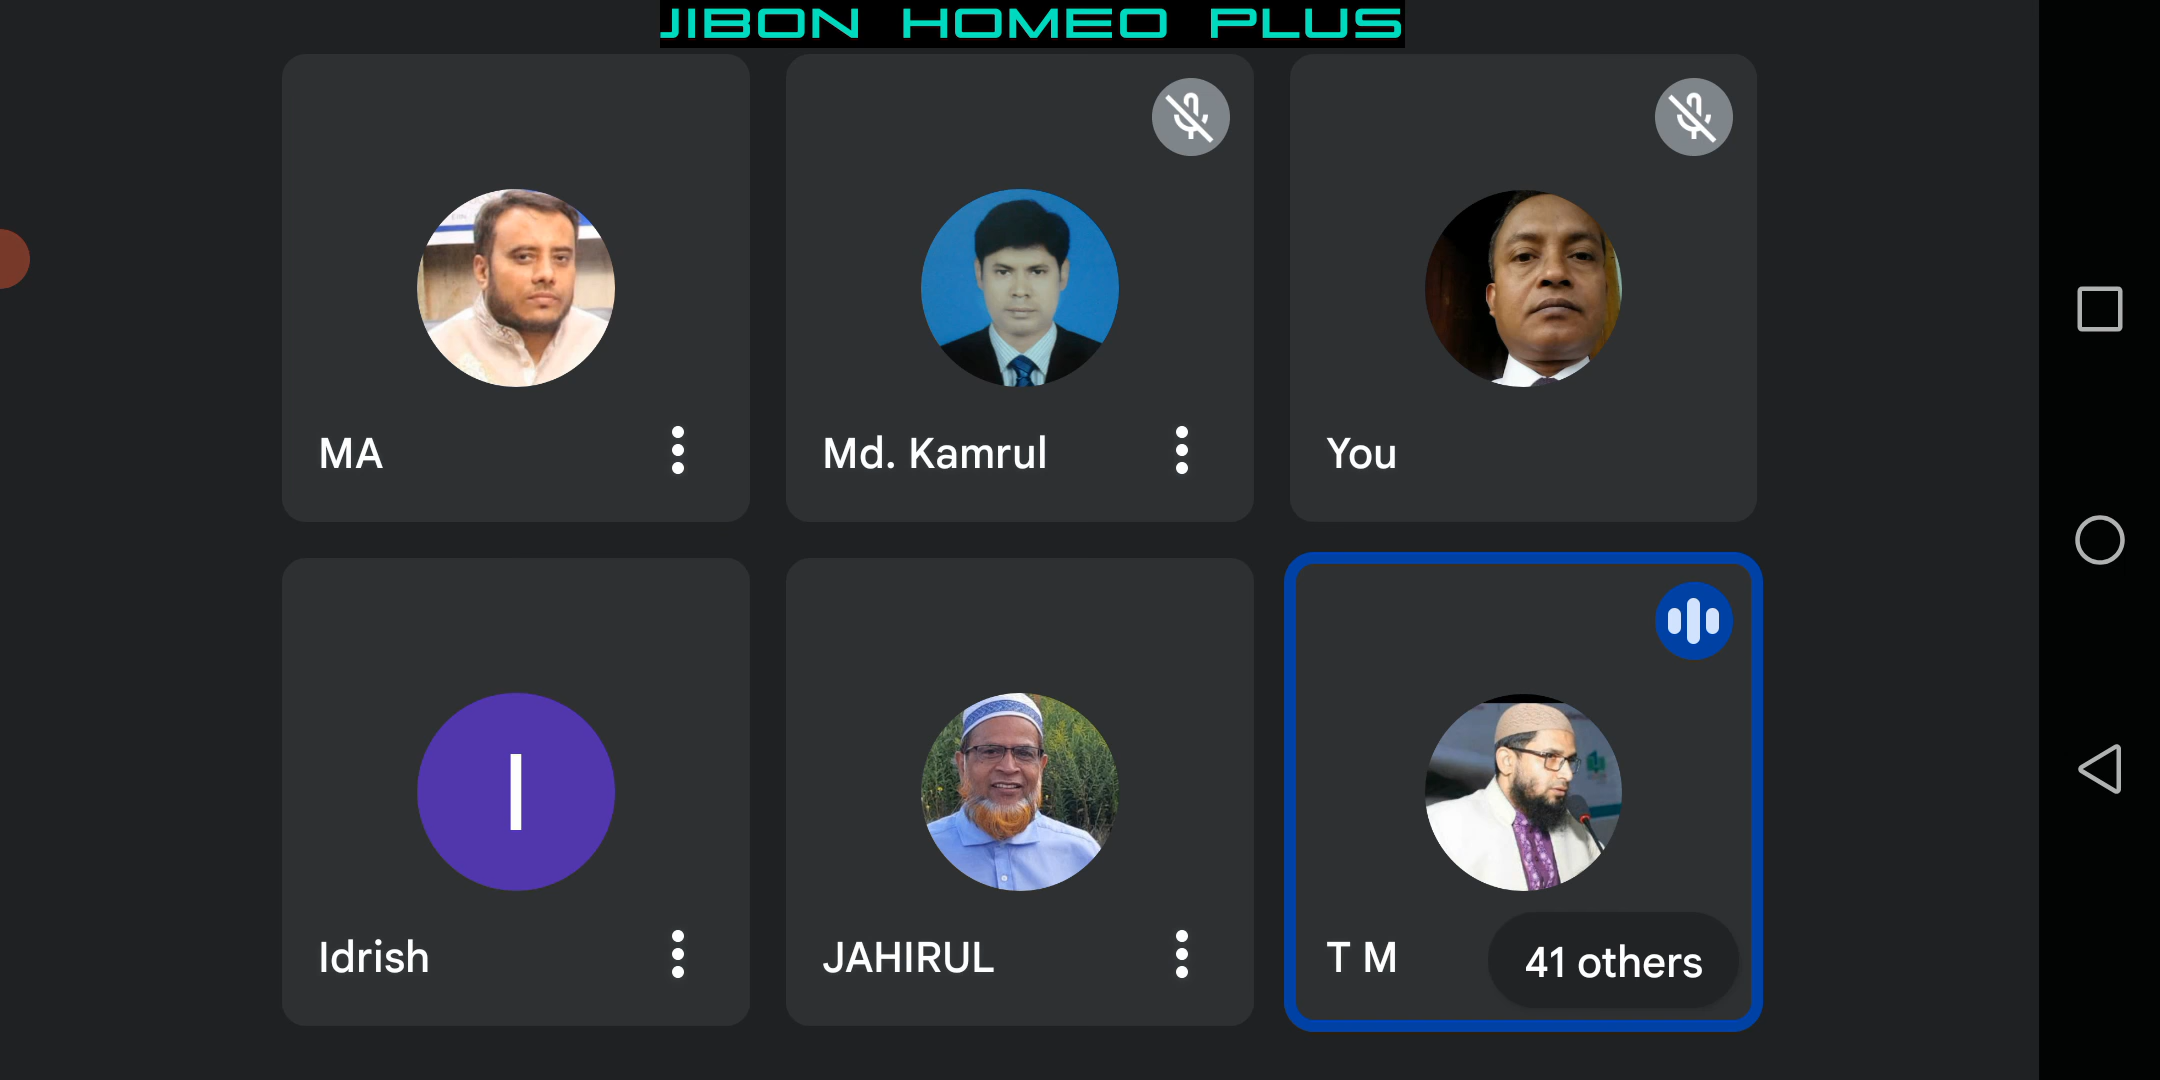 JIBON HOMEO PLUS
MA
Md. Kamrul
You
I
Idrish
JAHIRUL
T M
41 others